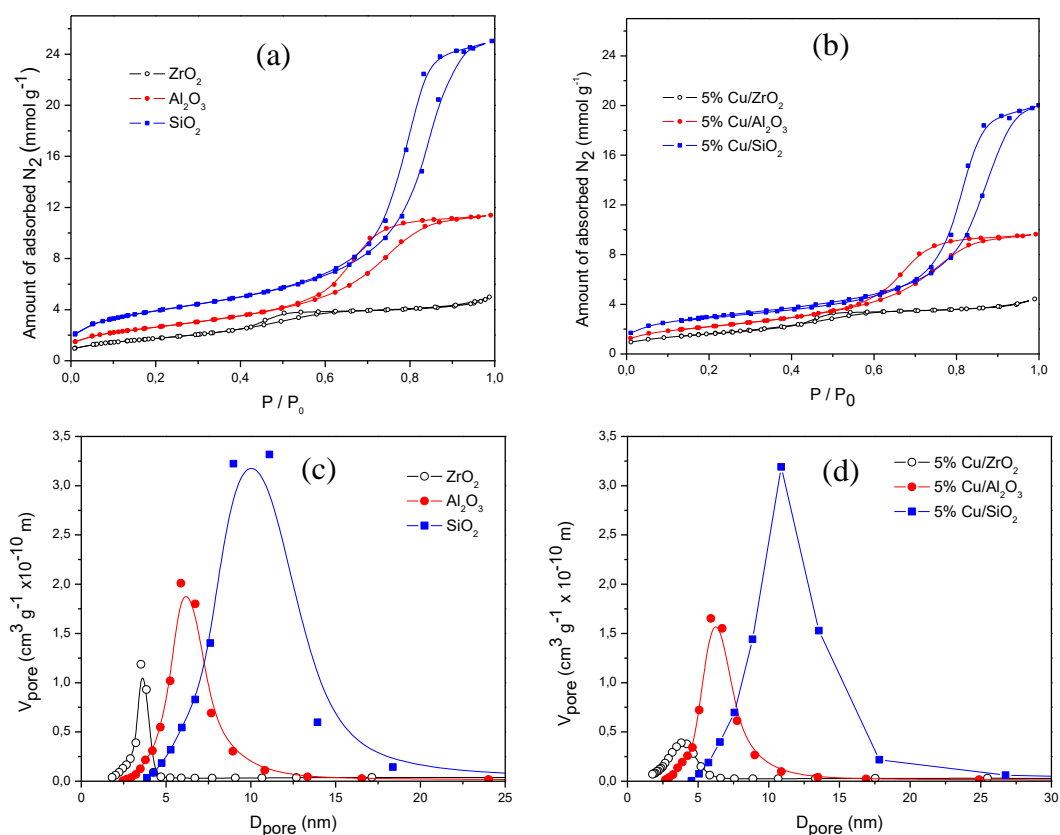 (a)
ZrO2
Al2O3
SiO2
Amount of adsorbed N2 (mmol g-1)
24
20
16
12
8
4
0
0,0 0,2 0,4 0,6 0,8 1,0
P / P0
(b)
5% Cu/ZrO2
5% Cu/Al2O3
5% Cu/SiO2
Amount of absorbed N2 (mmol g-1)
24
20
16
12
8
4
0
0,0 0,2 0,4 0,6 0,8 1,0
P / P0
(c)
ZrO2
Al2O3
SiO2
Vpore (cm3 g-1 x10-10 m)
3,5
3,0
2,5
2,0
1,5
1,0
0,5
0,0
0 5 10 15 20 25
Dpore (nm)
(d)
5% Cu/ZrO2
5% Cu/Al2O3
5% Cu/SiO2
Vpore (cm3 g-1 x 10-10 m)
3,5
3,0
2,5
2,0
1,5
1,0
0,5
0,0
0 5 10 15 20 25 30
Dpore (nm)